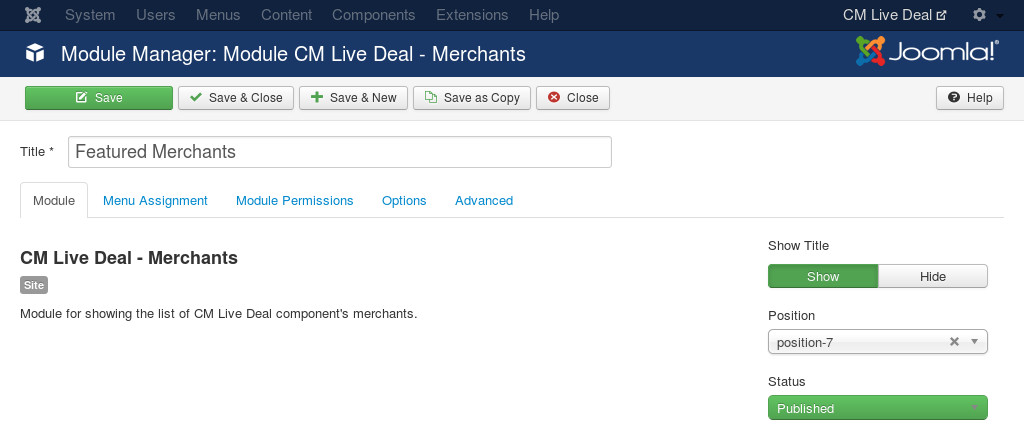 System Users Menus Content Components Extensions Help CM Live Deal
Module Manager: Module CM Live Deal - Merchants Joomla!®
Save Save & Close Save & New Save as Copy Close Help
Title * Featured Merchants
Module Menu Assignment Module Permissions Options Advanced
CM Live Deal - Merchants
Site
Module for showing the list of CM Live Deal component's merchants.
Show Title
Show Hide
Position
position-7
Status
Published